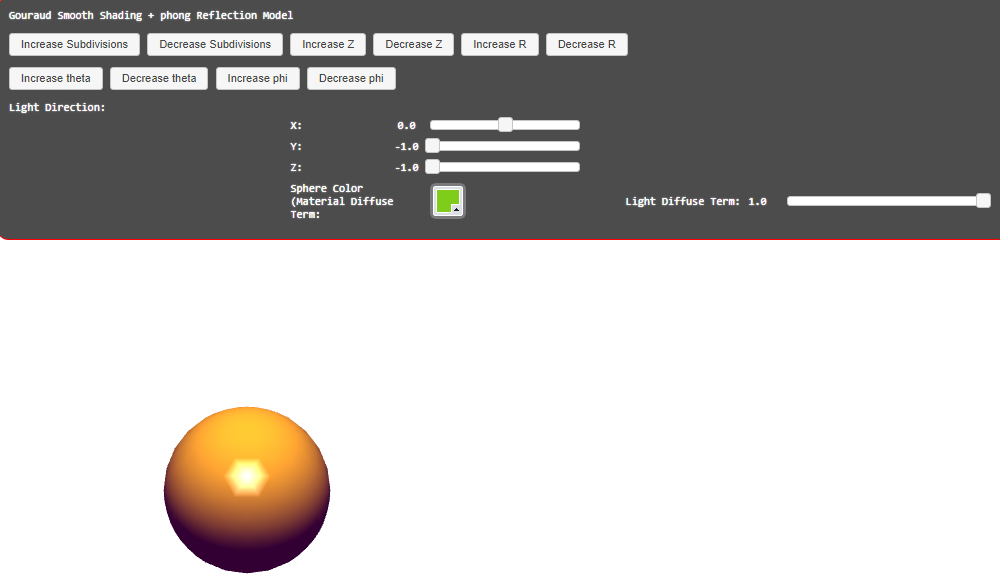 Gouraud Smooth Shading + phong Reflection Model
Increase Subdivisions Decrease Subdivisions Increase Z Decrease Z Increase R Decrease R
Increase theta Decrease theta Increase phi Decrease phi
Light Direction:
X: 0.0
Y: -1.0
Z: -1.0
Sphere Color
(Material Diffuse
Term:
Light Diffuse Term: 1.0